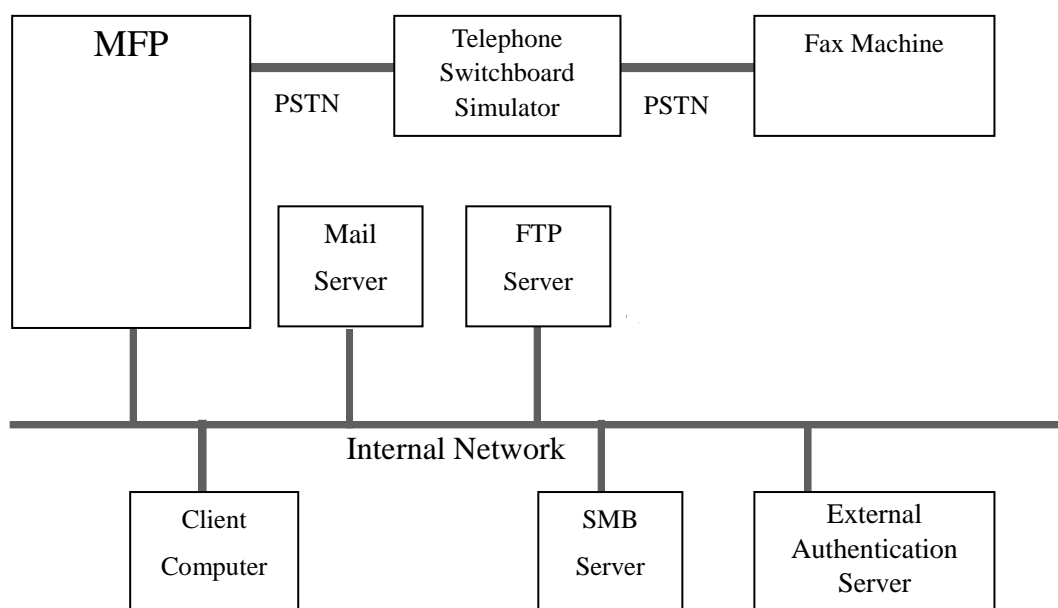 MFP
Telephone
Switchboard
Simulator
Fax Machine
PSTN
PSTN
Mail
Server
FTP
Server
Internal Network
Client
Computer
SMB
Server
External
Authentication
Server